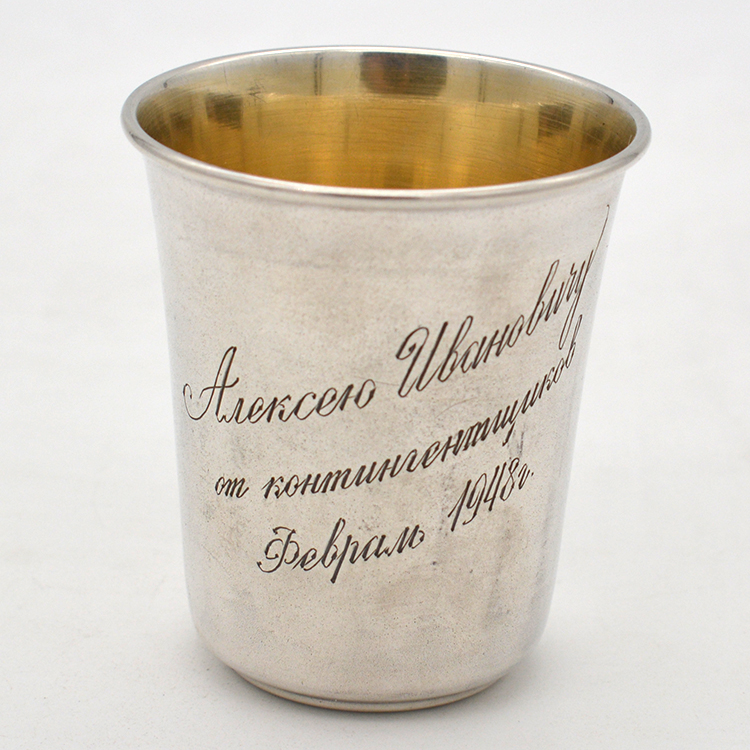 Алексею Ивановичу
от контингентщиков
Февраль 1948г.